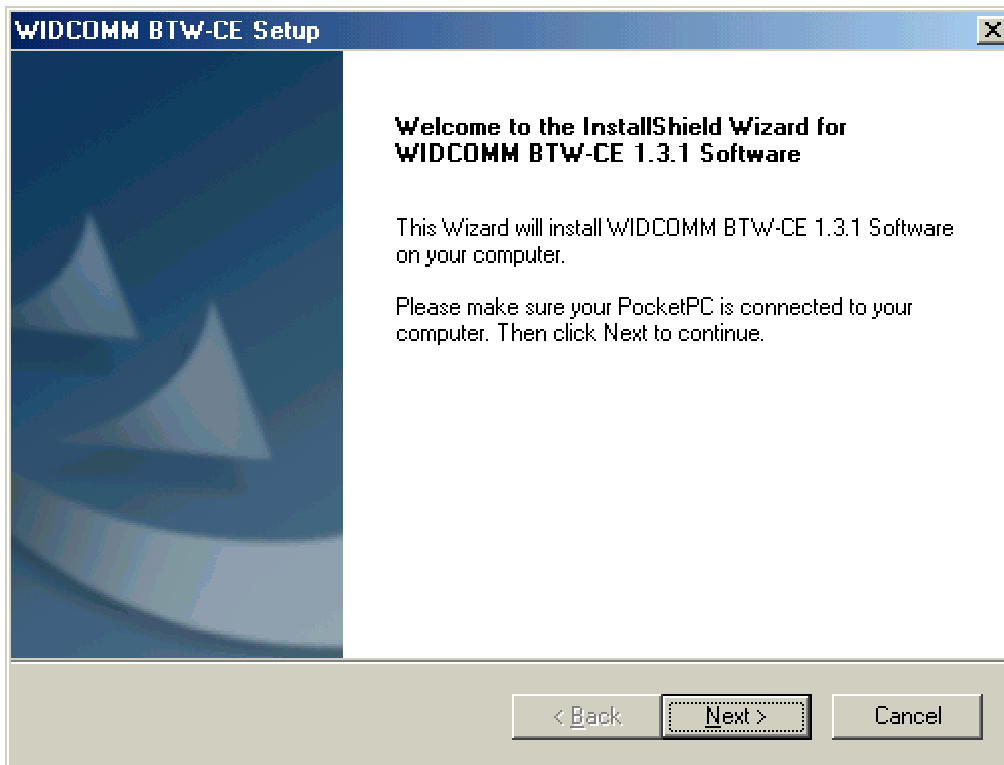 WIDCOMM BTW-CE Setup
Welcome to the InstallShield Wizard for
WIDCOMM BTW-CE 1.3.1 Software
This Wizard will install WIDCOMM BTW-CE 1.3.1 Software
on your computer.
Please make sure your PocketPC is connected to your
computer. Then click Next to continue.
< Back Next > Cancel